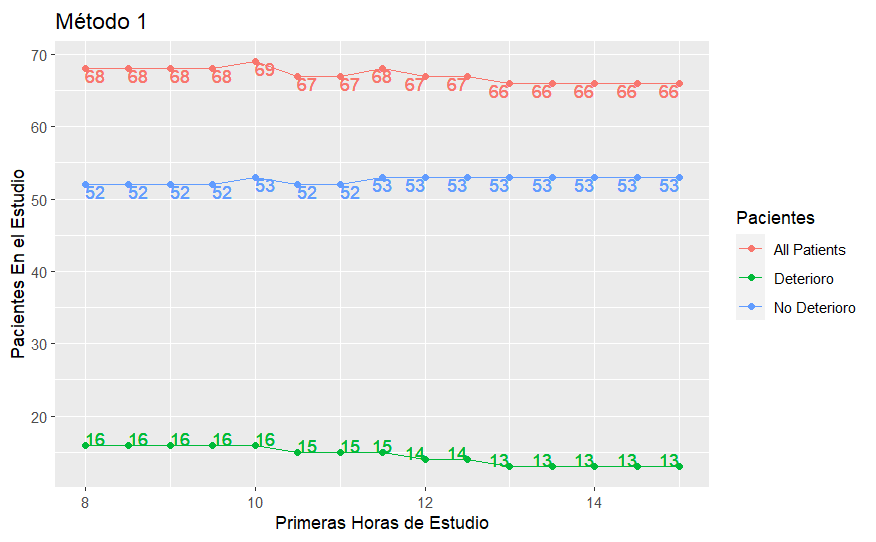 Método 1
Pacientes En el Estudio
70
60
50
40
30
20
68 68 68 68 69 67 67 68 67 67 66 66 66 66 66
52 52 52 52 53 52 52 53 53 53 53 53 53 53 53
16 16 16 16 16 15 15 15 14 14 13 13 13 13 13
8 10 12 14
Primeras Horas de Estudio
Pacientes
All Patients
Deterioro
No Deterioro